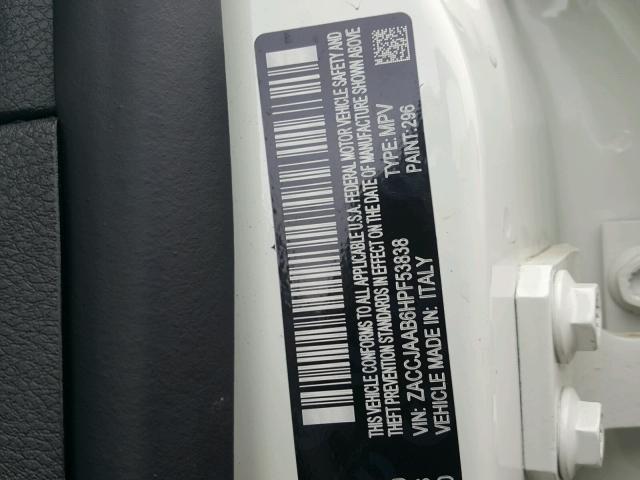 THIS VEHICLE CONFORMS TO ALL APPLICABLE U.S.A. FEDERAL MOTOR VEHICLE SAFETY AND
THEFT PREVENTION STANDARDS IN EFFECT ON THE DATE OF MANUFACTURE SHOWN ABOVE
VIN: ZACCJAAB6HPF53838 TYPE: MPV
VEHICLE MADE IN: ITALY PAINT: 296